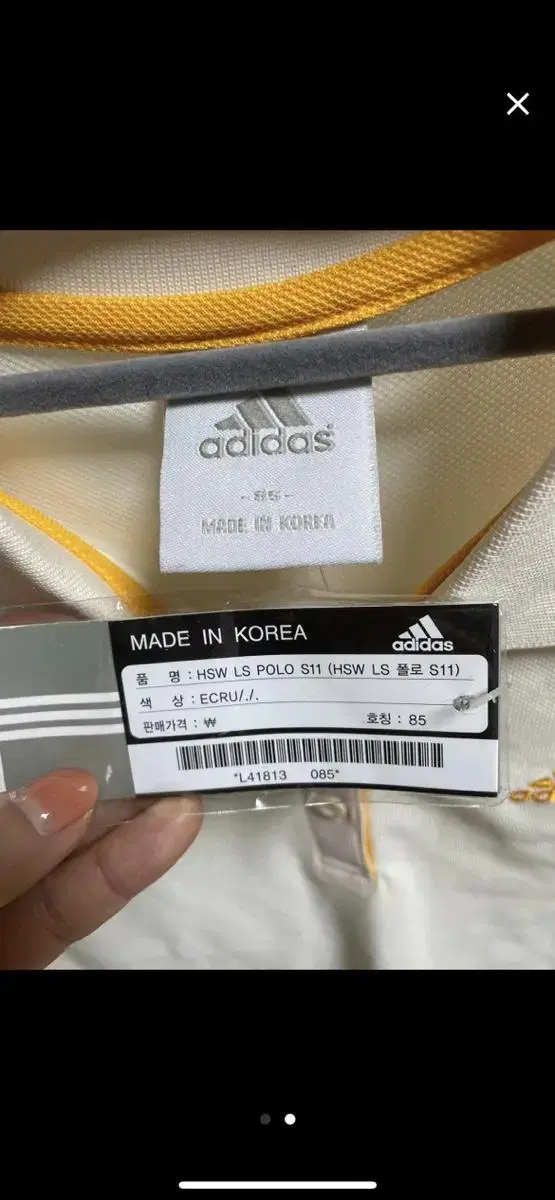 adidas
-85-
MADE IN KOREA
MADE IN KOREA
adidas
품 명 : HSW LS POLO S11 (HSW LS 폴로 S11)
색 상 : ECRU/./.
판매가격 : ₩ 호칭 : 85
*L41813 085*